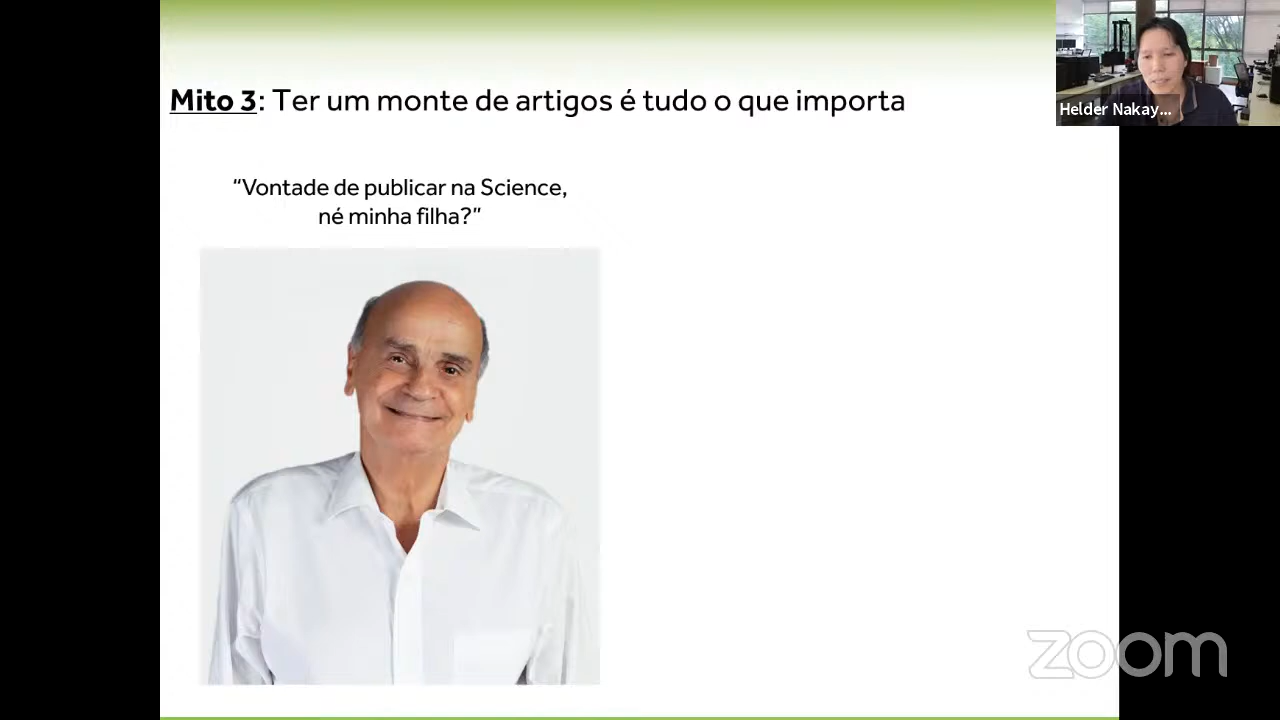 Mito 3: Ter um monte de artigos é tudo o que importa
Helder Nakay...
“Vontade de publicar na Science,
né minha filha?”
zoom